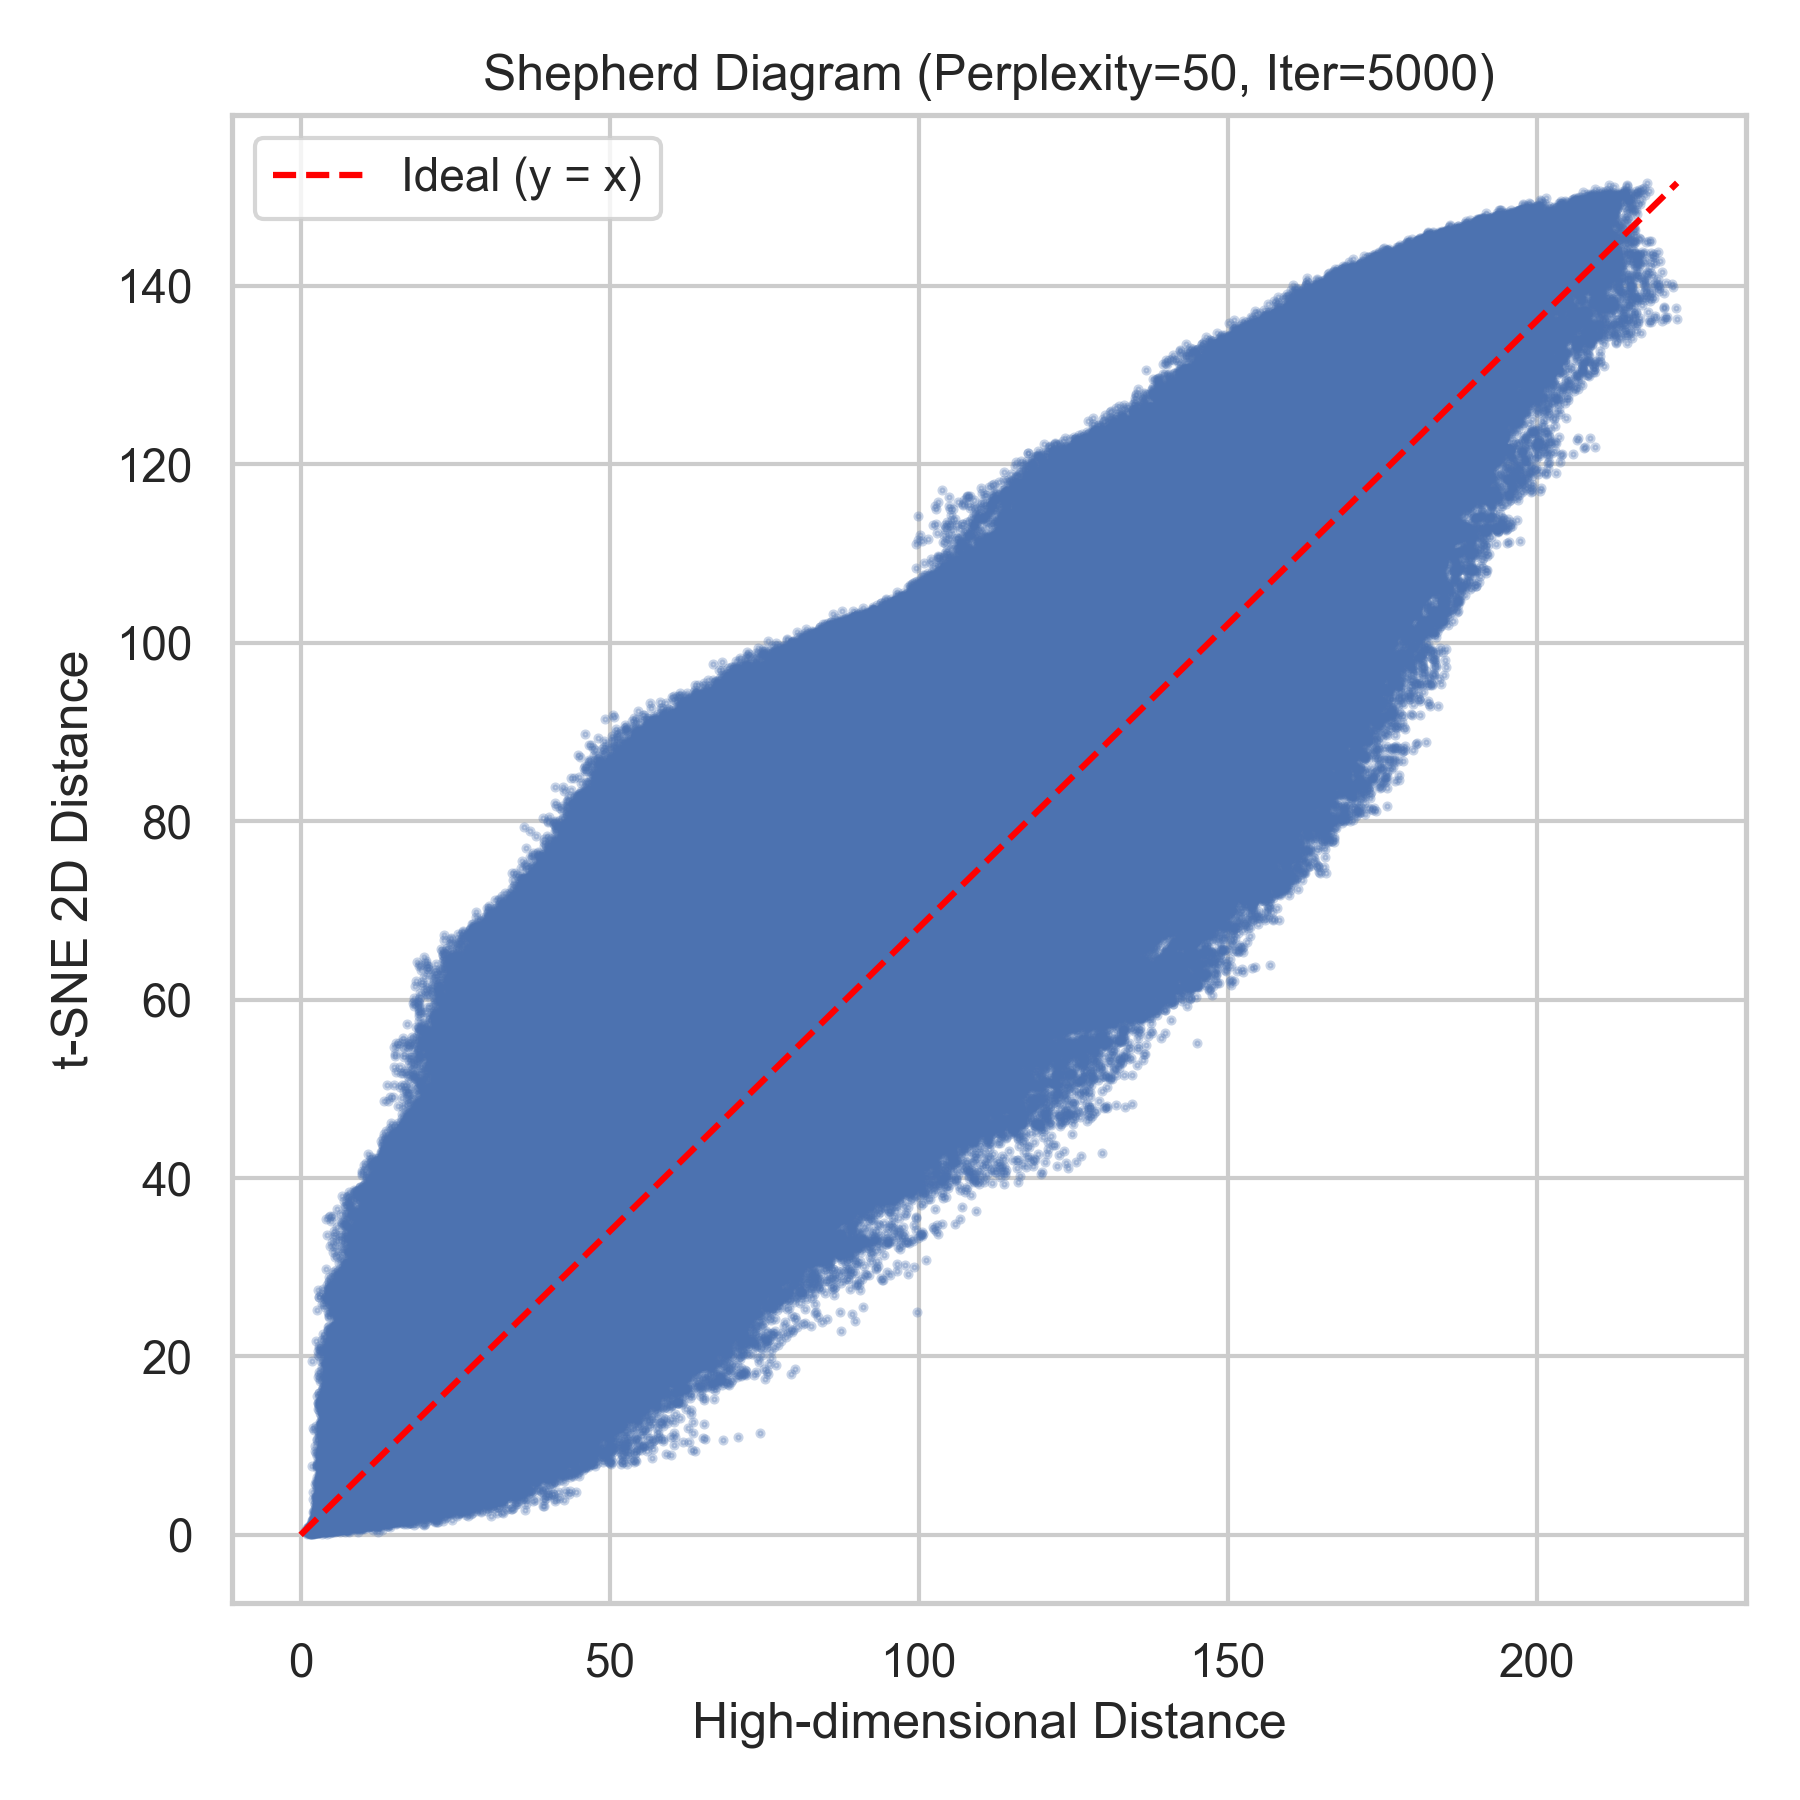 Shepherd Diagram (Perplexity=50, Iter=5000)
Ideal (y = x)
140
120
100
80
60
40
20
0
t-SNE 2D Distance
0 50 100 150 200
High-dimensional Distance